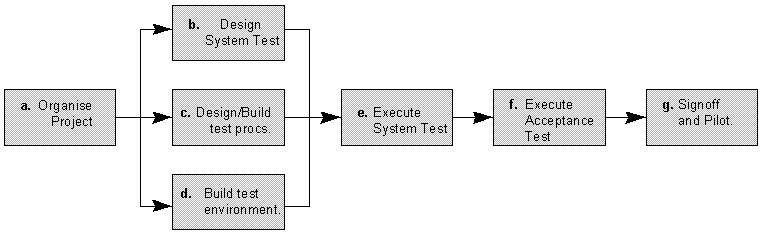 b. Design
System Test
a. Organise
Project
c. Design/Build
test procs.
e. Execute
System Test
f. Execute
Acceptance
Test
g. Signoff
and Pilot.
d. Build test
environment.